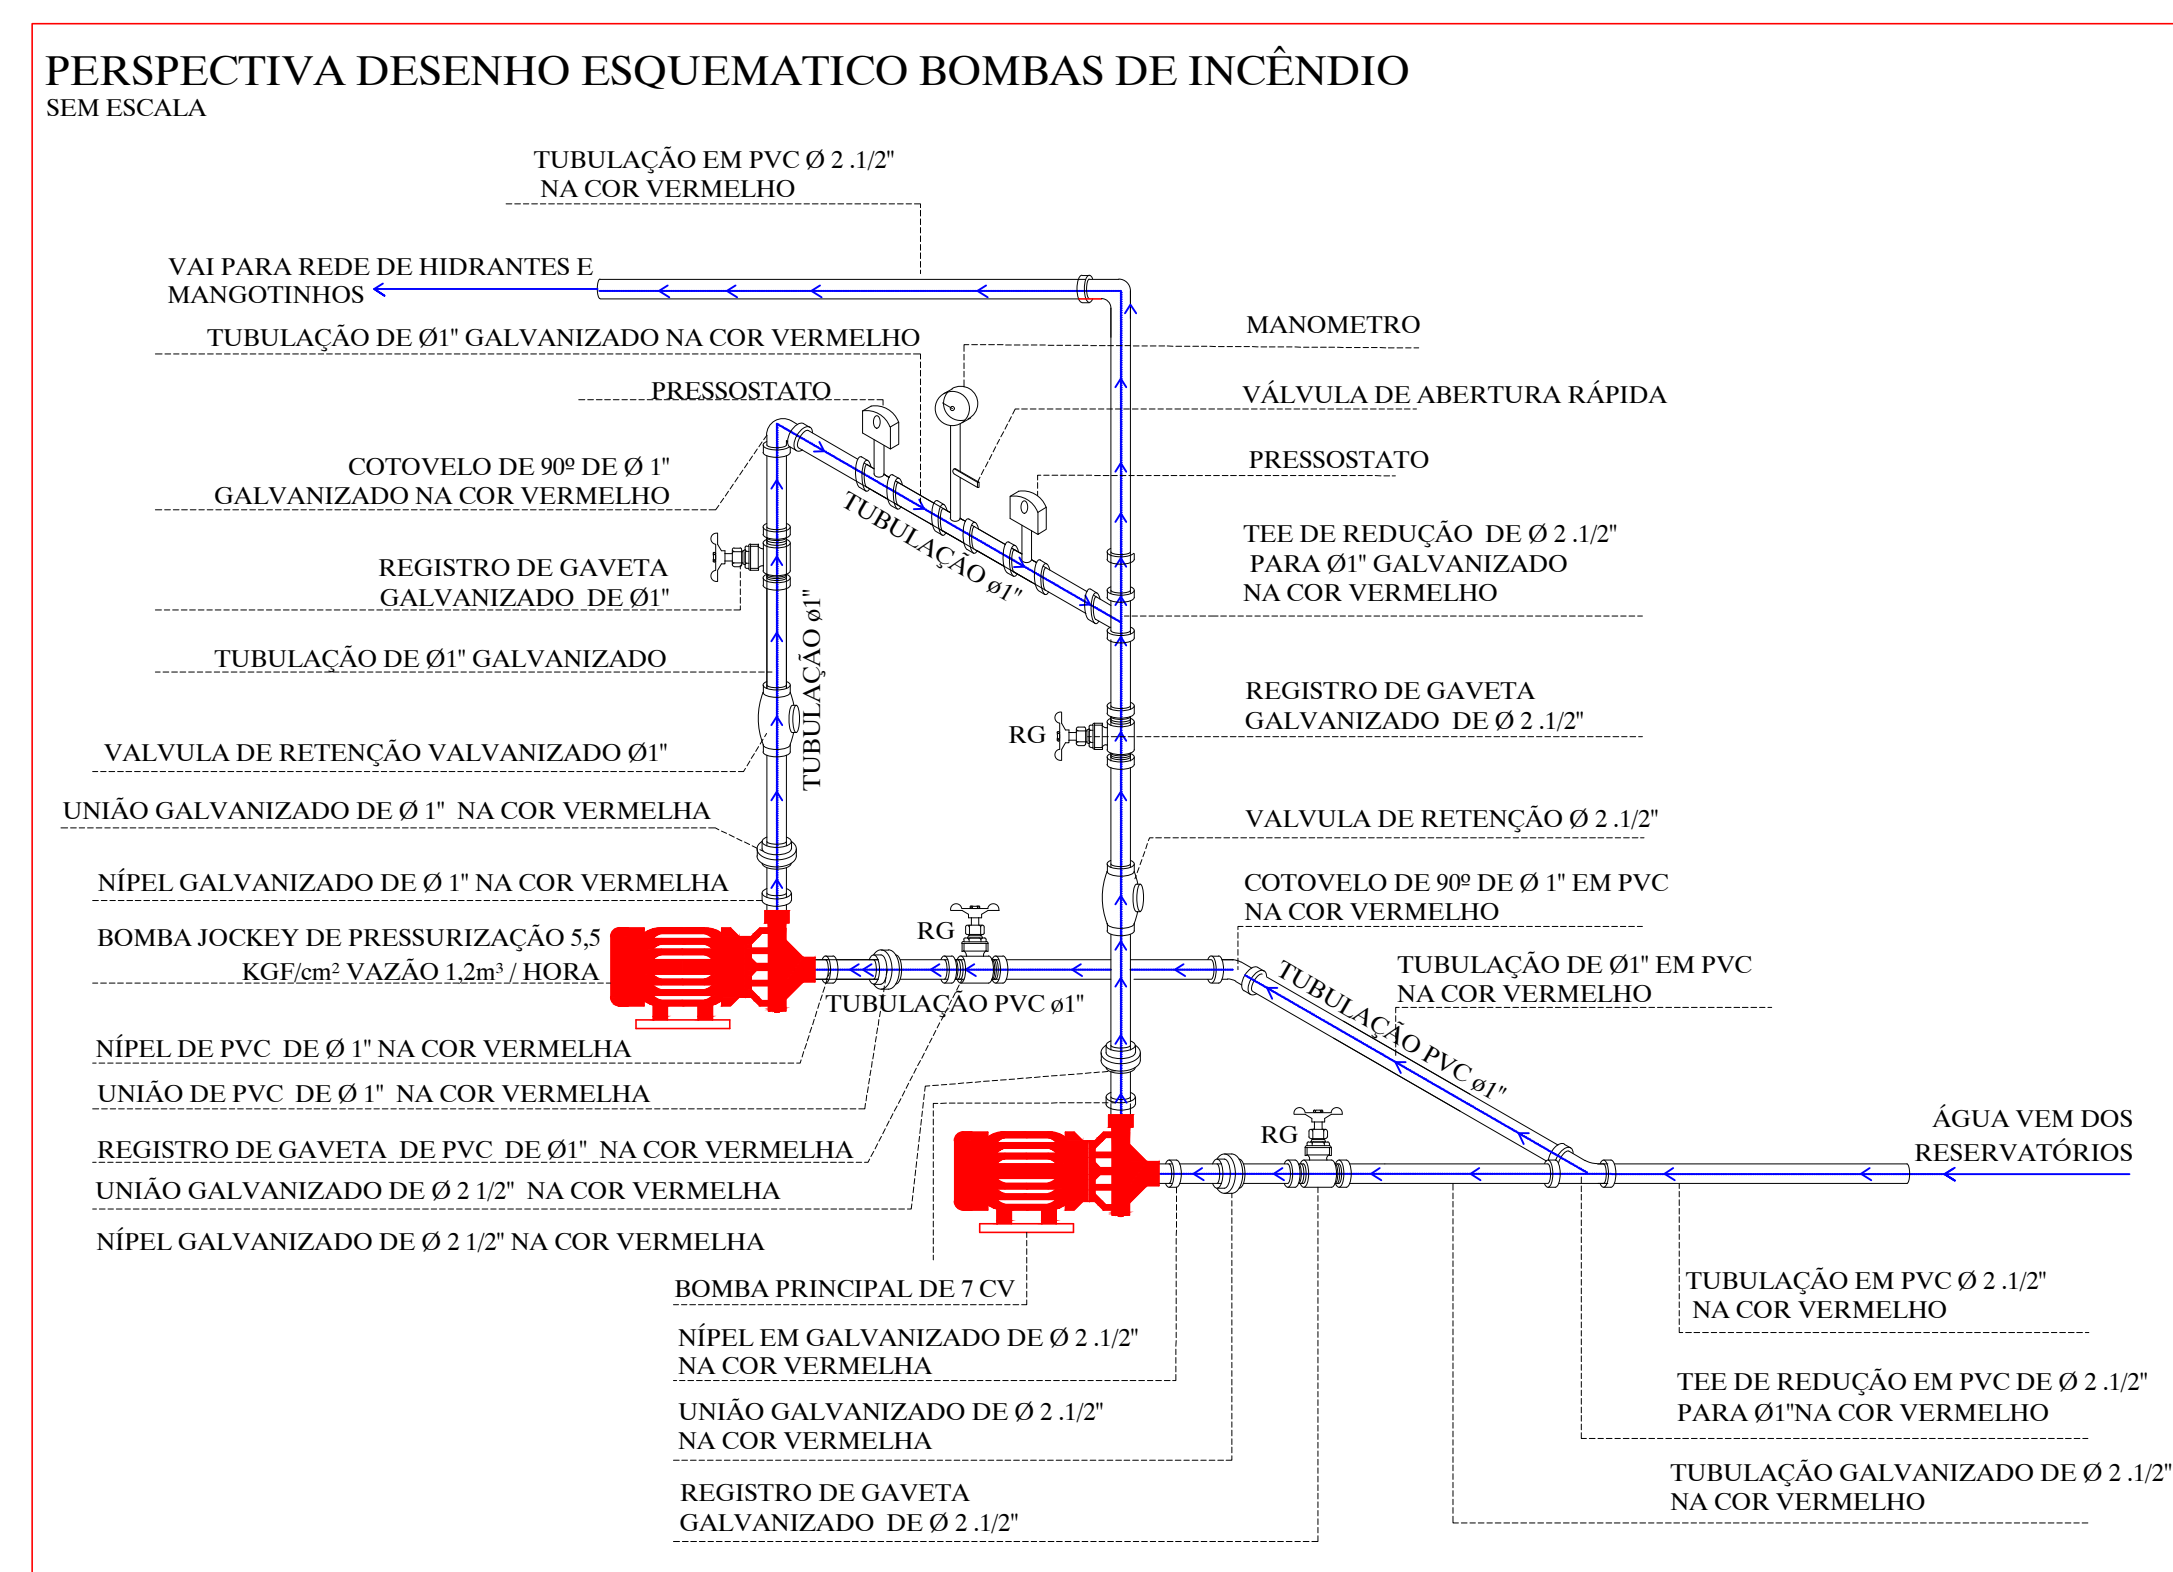 PERSPECTIVA DESENHO ESQUEMATICO BOMBAS DE INCÊNDIO
SEM ESCALA
TUBULAÇÃO EM PVC Ø 2 .1/2"
NA COR VERMELHO
VAI PARA REDE DE HIDRANTES E
MANGOTINHOS
TUBULAÇÃO DE Ø1" GALVANIZADO NA COR VERMELHO
PRESSOSTATO
COTOVELO DE 90º DE Ø 1"
GALVANIZADO NA COR VERMELHO
REGISTRO DE GAVETA
GALVANIZADO DE Ø1"
TUBULAÇÃO DE Ø1" GALVANIZADO
VALVULA DE RETENÇÃO VALVANIZADO Ø1"
UNIÃO GALVANIZADO DE Ø 1" NA COR VERMELHA
NÍPEL GALVANIZADO DE Ø 1" NA COR VERMELHA
BOMBA JOCKEY DE PRESSURIZAÇÃO 5,5
KGF/cm² VAZÃO 1,2m³ / HORA
NÍPEL DE PVC DE Ø 1" NA COR VERMELHA
UNIÃO DE PVC DE Ø 1" NA COR VERMELHA
REGISTRO DE GAVETA DE PVC DE Ø1" NA COR VERMELHA
UNIÃO GALVANIZADO DE Ø 2 1/2" NA COR VERMELHA
NÍPEL GALVANIZADO DE Ø 2 1/2" NA COR VERMELHA
TUBULAÇÃO ø1"
TUBULAÇÃO ø1"
RG
RG
TUBULAÇÃO PVC ø1"
TUBULAÇÃO PVC ø1"
RG
MANOMETRO
VÁLVULA DE ABERTURA RÁPIDA
PRESSOSTATO
TEE DE REDUÇÃO DE Ø 2 .1/2"
PARA Ø1" GALVANIZADO
NA COR VERMELHO
REGISTRO DE GAVETA
GALVANIZADO DE Ø 2 .1/2"
VALVULA DE RETENÇÃO Ø 2 .1/2"
COTOVELO DE 90º DE Ø 1" EM PVC
NA COR VERMELHO
TUBULAÇÃO DE Ø1" EM PVC
NA COR VERMELHO
ÁGUA VEM DOS
RESERVATÓRIOS
BOMBA PRINCIPAL DE 7 CV
NÍPEL EM GALVANIZADO DE Ø 2 .1/2"
NA COR VERMELHA
UNIÃO GALVANIZADO DE Ø 2 .1/2"
NA COR VERMELHA
REGISTRO DE GAVETA
GALVANIZADO DE Ø 2 .1/2"
TUBULAÇÃO EM PVC Ø 2 .1/2"
NA COR VERMELHO
TEE DE REDUÇÃO EM PVC DE Ø 2 .1/2"
PARA Ø1"NA COR VERMELHO
TUBULAÇÃO GALVANIZADO DE Ø 2 .1/2"
NA COR VERMELHO